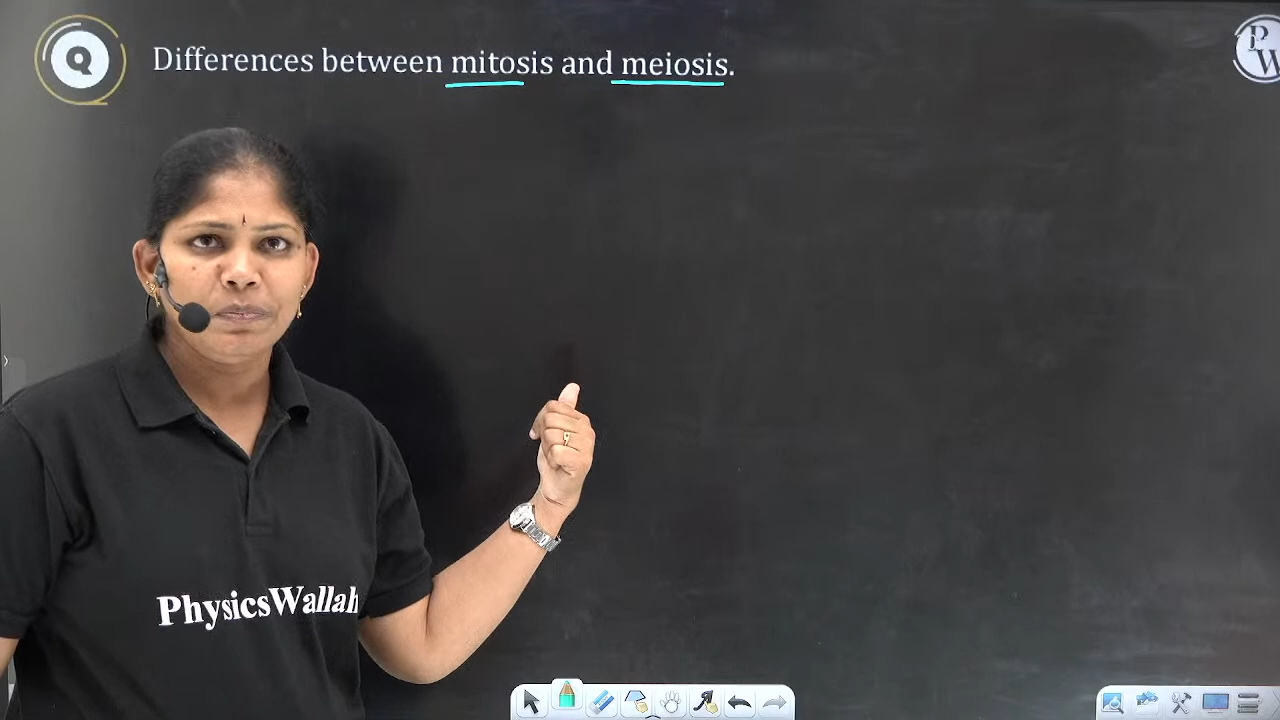 Q Differences between mitosis and meiosis.
P
W
PhysicsWallah